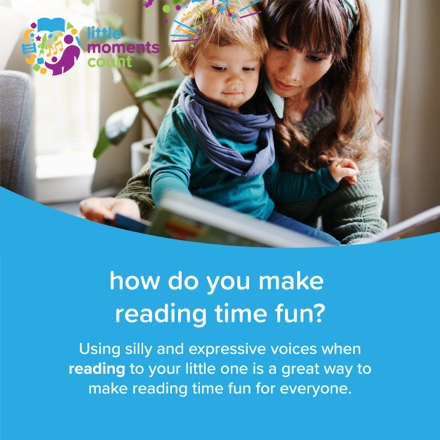 little
moments
count
how do you make
reading time fun?
Using silly and expressive voices when
reading to your little one is a great way to
make reading time fun for everyone.